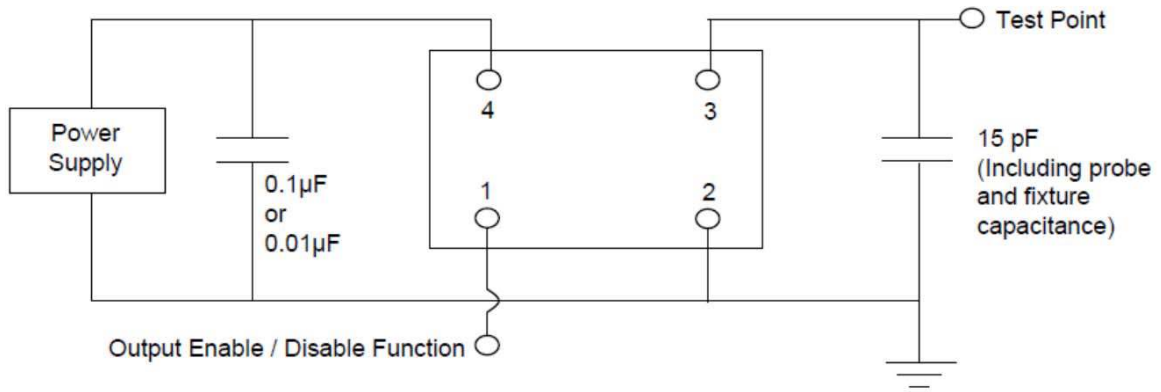 Test Point
4
3
Power
Supply
15 pF
(Including probe
and fixture
capacitance)
0.1µF
or
0.01µF
1
2
Output Enable / Disable Function